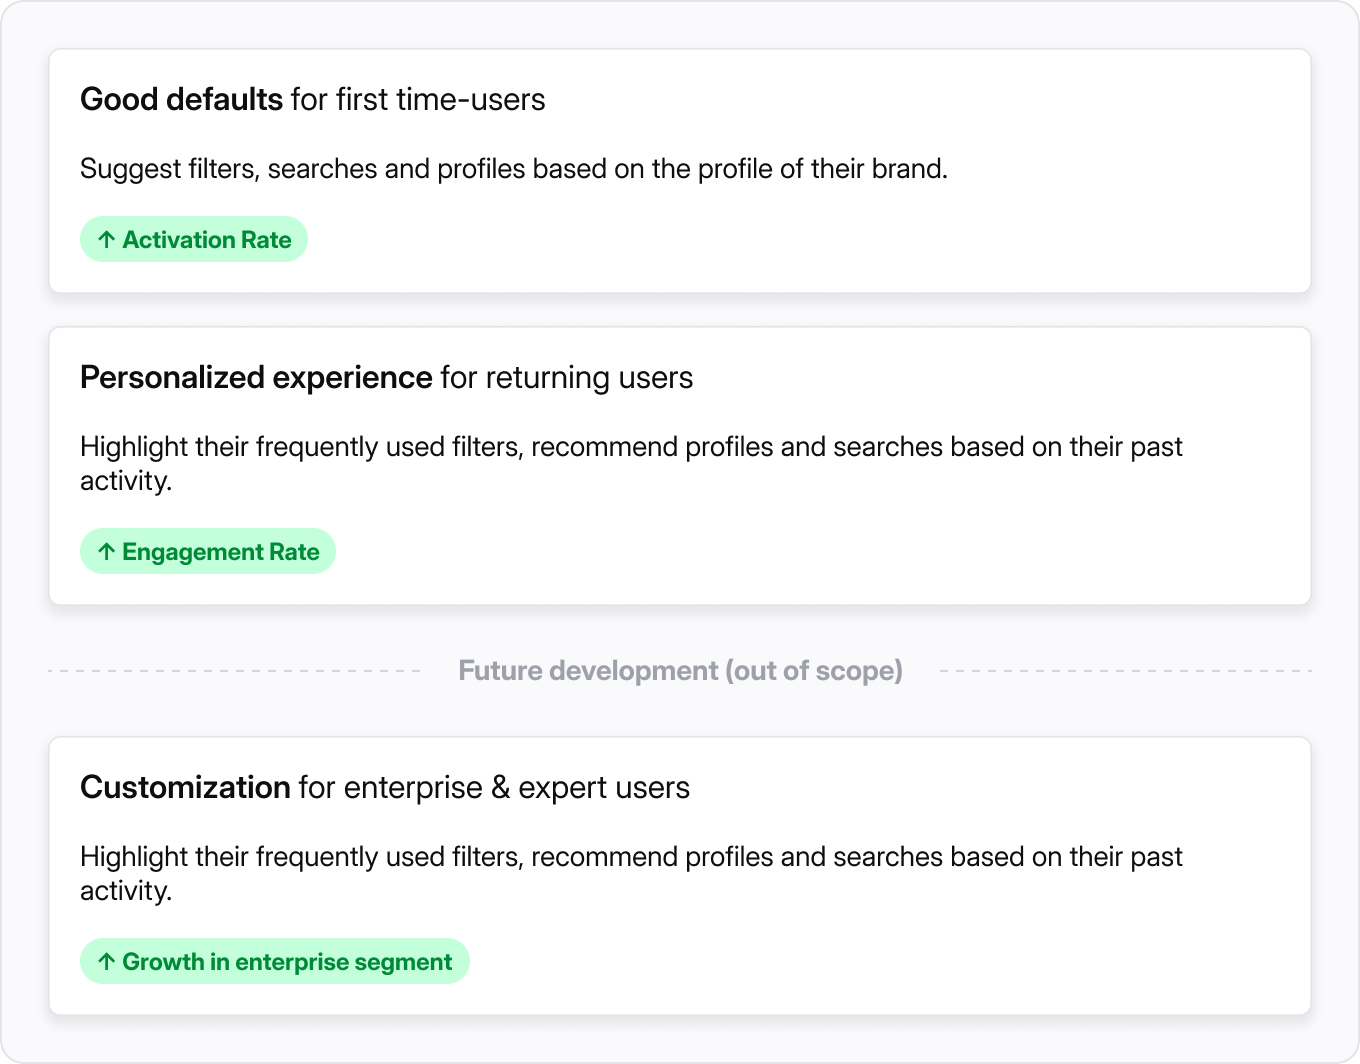 Good defaults for first time-users
Suggest filters, searches and profiles based on the profile of their brand.
↑ Activation Rate
Personalized experience for returning users
Highlight their frequently used filters, recommend profiles and searches based on their past
activity.
↑ Engagement Rate
Future development (out of scope)
Customization for enterprise & expert users
Highlight their frequently used filters, recommend profiles and searches based on their past
activity.
↑ Growth in enterprise segment